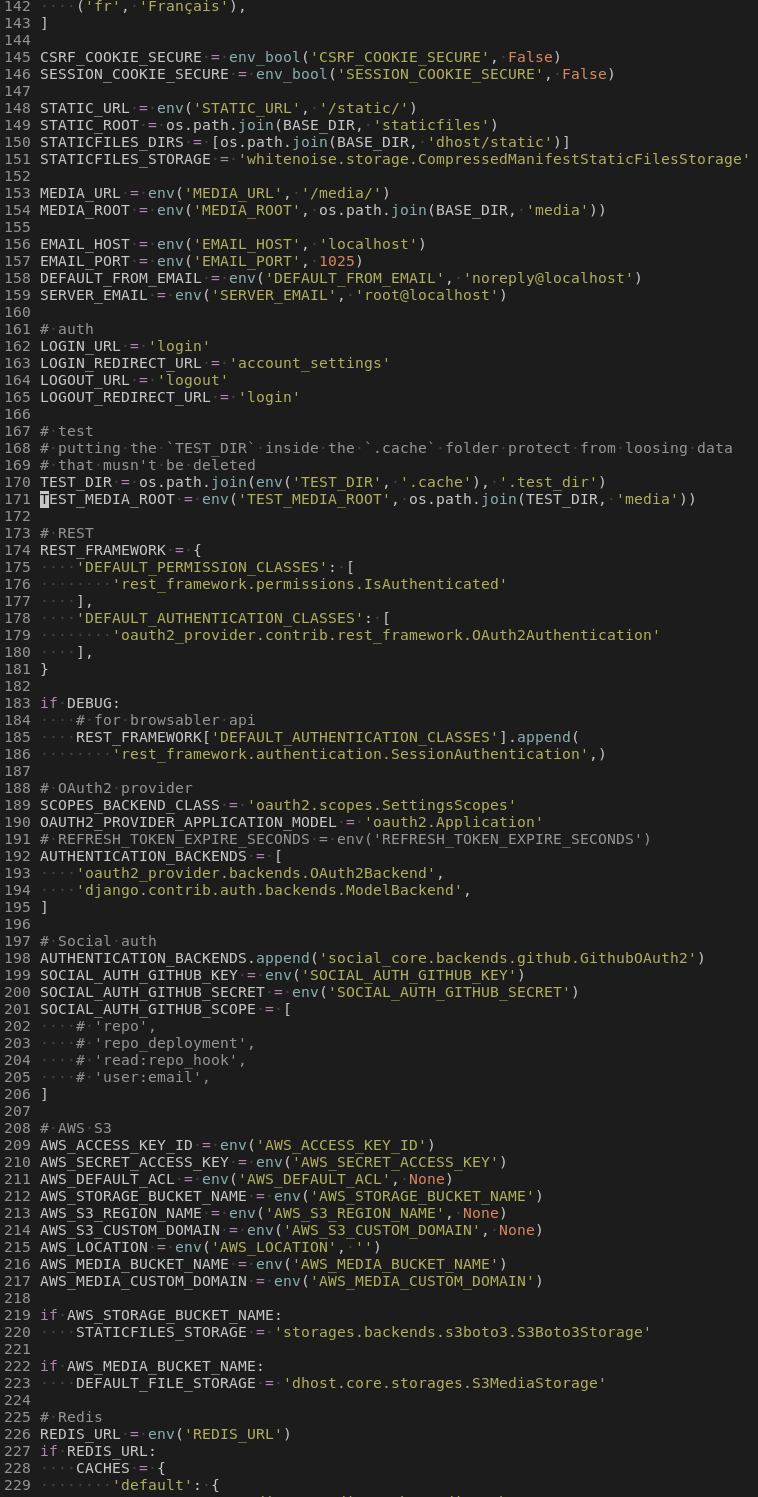 142     ('fr', 'Français'),
143 ]
144
145 CSRF_COOKIE_SECURE = env_bool('CSRF_COOKIE_SECURE', False)
146 SESSION_COOKIE_SECURE = env_bool('SESSION_COOKIE_SECURE', False)
147
148 STATIC_URL = env('STATIC_URL', '/static/')
149 STATIC_ROOT = os.path.join(BASE_DIR, 'staticfiles')
150 STATICFILES_DIRS = [os.path.join(BASE_DIR, 'dhost/static')]
151 STATICFILES_STORAGE = 'whitenoise.storage.CompressedManifestStaticFilesStorage'
152
153 MEDIA_URL = env('MEDIA_URL', '/media/')
154 MEDIA_ROOT = env('MEDIA_ROOT', os.path.join(BASE_DIR, 'media'))
155
156 EMAIL_HOST = env('EMAIL_HOST', 'localhost')
157 EMAIL_PORT = env('EMAIL_PORT', 1025)
158 DEFAULT_FROM_EMAIL = env('DEFAULT_FROM_EMAIL', 'noreply@localhost')
159 SERVER_EMAIL = env('SERVER_EMAIL', 'root@localhost')
160
161 # auth
162 LOGIN_URL = 'login'
163 LOGIN_REDIRECT_URL = 'account_settings'
164 LOGOUT_URL = 'logout'
165 LOGOUT_REDIRECT_URL = 'login'
166
167 # test
168 # putting the `TEST_DIR` inside the `.cache` folder protect from loosing data
169 # that musn't be deleted
170 TEST_DIR = os.path.join(env('TEST_DIR', '.cache'), '.test_dir')
171 TEST_MEDIA_ROOT = env('TEST_MEDIA_ROOT', os.path.join(TEST_DIR, 'media'))
172
173 # REST
174 REST_FRAMEWORK = {
175     'DEFAULT_PERMISSION_CLASSES': [
176         'rest_framework.permissions.IsAuthenticated'
177     ],
178     'DEFAULT_AUTHENTICATION_CLASSES': [
179         'oauth2_provider.contrib.rest_framework.OAuth2Authentication'
180     ],
181 }
182
183 if DEBUG:
184     # for browsabler api
185     REST_FRAMEWORK['DEFAULT_AUTHENTICATION_CLASSES'].append(
186         'rest_framework.authentication.SessionAuthentication',)
187
188 # OAuth2 provider
189 SCOPES_BACKEND_CLASS = 'oauth2.scopes.SettingsScopes'
190 OAUTH2_PROVIDER_APPLICATION_MODEL = 'oauth2.Application'
191 # REFRESH_TOKEN_EXPIRE_SECONDS = env('REFRESH_TOKEN_EXPIRE_SECONDS')
192 AUTHENTICATION_BACKENDS = [
193     'oauth2_provider.backends.OAuth2Backend',
194     'django.contrib.auth.backends.ModelBackend',
195 ]
196
197 # Social auth
198 AUTHENTICATION_BACKENDS.append('social_core.backends.github.GithubOAuth2')
199 SOCIAL_AUTH_GITHUB_KEY = env('SOCIAL_AUTH_GITHUB_KEY')
200 SOCIAL_AUTH_GITHUB_SECRET = env('SOCIAL_AUTH_GITHUB_SECRET')
201 SOCIAL_AUTH_GITHUB_SCOPE = [
202     # 'repo',
203     # 'repo_deployment',
204     # 'read:repo_hook',
205     # 'user:email',
206 ]
207
208 # AWS S3
209 AWS_ACCESS_KEY_ID = env('AWS_ACCESS_KEY_ID')
210 AWS_SECRET_ACCESS_KEY = env('AWS_SECRET_ACCESS_KEY')
211 AWS_DEFAULT_ACL = env('AWS_DEFAULT_ACL', None)
212 AWS_STORAGE_BUCKET_NAME = env('AWS_STORAGE_BUCKET_NAME')
213 AWS_S3_REGION_NAME = env('AWS_S3_REGION_NAME', None)
214 AWS_S3_CUSTOM_DOMAIN = env('AWS_S3_CUSTOM_DOMAIN', None)
215 AWS_LOCATION = env('AWS_LOCATION', '')
216 AWS_MEDIA_BUCKET_NAME = env('AWS_MEDIA_BUCKET_NAME')
217 AWS_MEDIA_CUSTOM_DOMAIN = env('AWS_MEDIA_CUSTOM_DOMAIN')
218
219 if AWS_STORAGE_BUCKET_NAME:
220     STATICFILES_STORAGE = 'storages.backends.s3boto3.S3Boto3Storage'
221
222 if AWS_MEDIA_BUCKET_NAME:
223     DEFAULT_FILE_STORAGE = 'dhost.core.storages.S3MediaStorage'
224
225 # Redis
226 REDIS_URL = env('REDIS_URL')
227 if REDIS_URL:
228     CACHES = {
229         'default': {